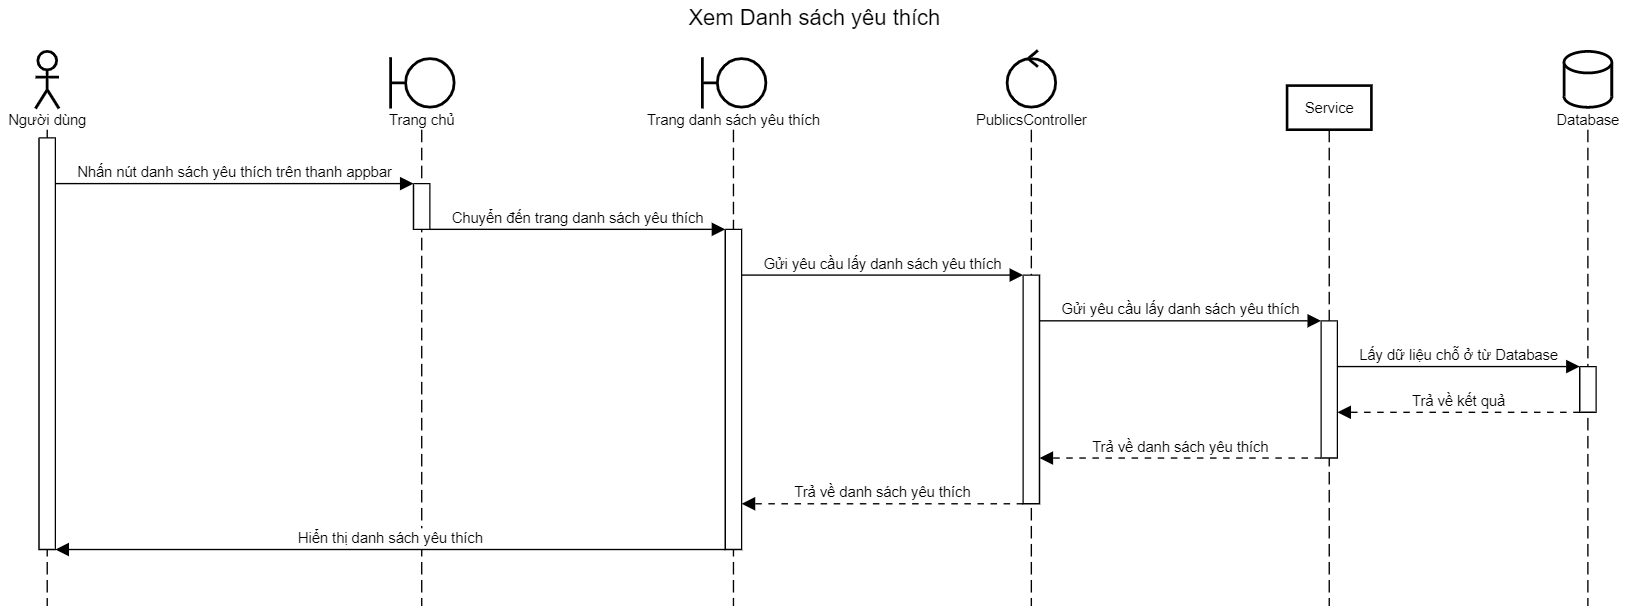 Xem Danh sách yêu thích
Người dùng
Trang chủ
Trang danh sách yêu thích
PublicsController
Service
Database
Nhấn nút danh sách yêu thích trên thanh appbar
Chuyển đến trang danh sách yêu thích
Gửi yêu cầu lấy danh sách yêu thích
Gửi yêu cầu lấy danh sách yêu thích
Lấy dữ liệu chỗ ở từ Database
Trả về kết quả
Trả về danh sách yêu thích
Trả về danh sách yêu thích
Hiển thị danh sách yêu thích